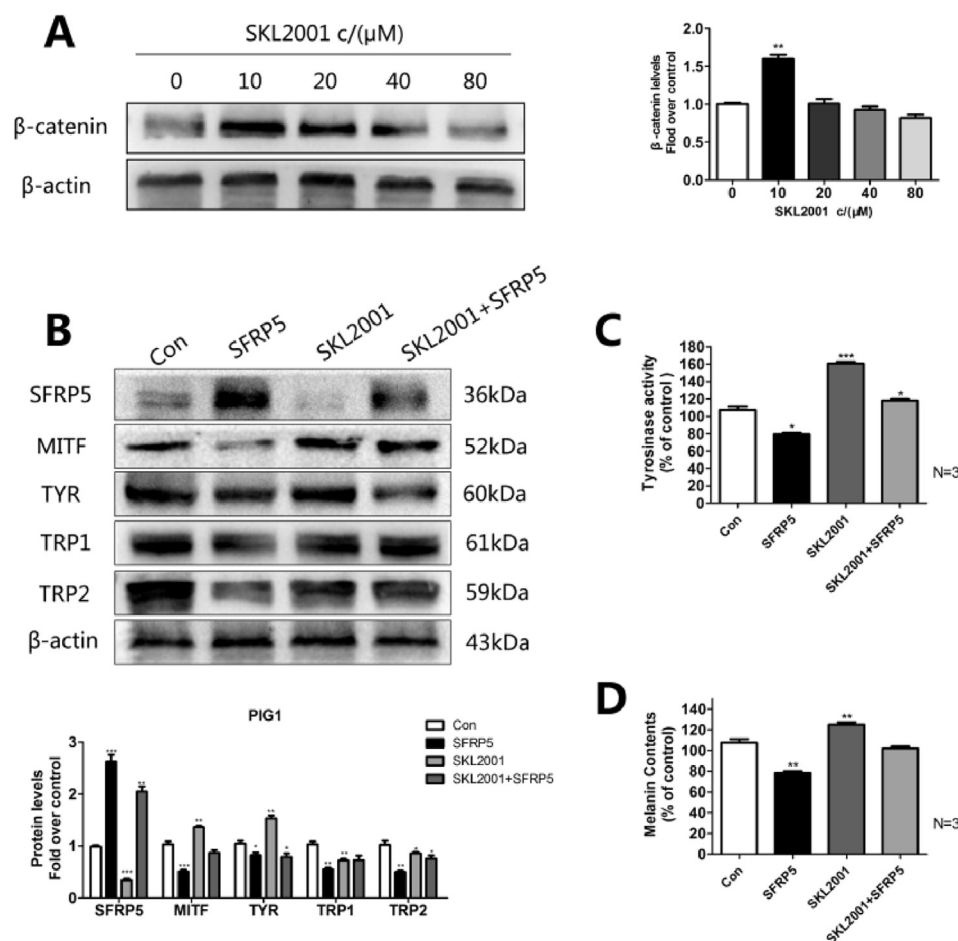 A
SKL2001 c/(μM)
0 10 20 40 80
β-catenin
β-actin
β -catenin lelvels
Flod over control
2.0
1.5
1.0
0.5
0.0
**
0 10 20 40 80
SKL2001 c/(μM)
B
Con SFRP5 SKL2001 SKL2001+SFRP5
SFRP5 36kDa
MITF 52kDa
TYR 60kDa
TRP1 61kDa
TRP2 59kDa
β-actin 43kDa
PIG1
Protein levels
Fold over control
3
2
1
0
*** *** **
*** **
* ** *
** **
** * *
SFRP5 MITF TYR TRP1 TRP2
Con
SFRP5
SKL2001
SKL2001+SFRP5
C
Tyrosinase activity
(% of control)
180
160
140
120
100
80
60
40
20
0
* *** *
Con SFRP5 SKL2001 SKL2001+SFRP5
N=3
D
Melanin Contents
(% of control)
140
120
100
80
60
40
20
0
** **
Con SFRP5 SKL2001 SKL2001+SFRP5
N=3